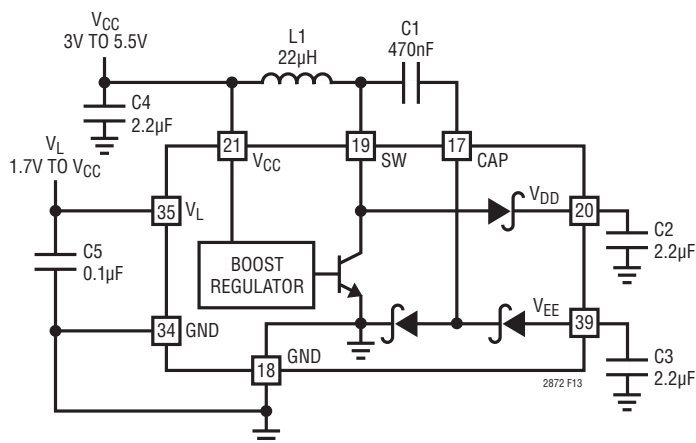 VCC
3V TO 5.5V
L1
22µH
C1
470nF
C4
2.2µF
VL
1.7V TO VCC
21
VCC
19
SW
17
CAP
35
VL
VDD
20
C2
2.2µF
C5
0.1µF
BOOST
REGULATOR
34
GND
VEE
39
GND
18
2872 F13
C3
2.2µF